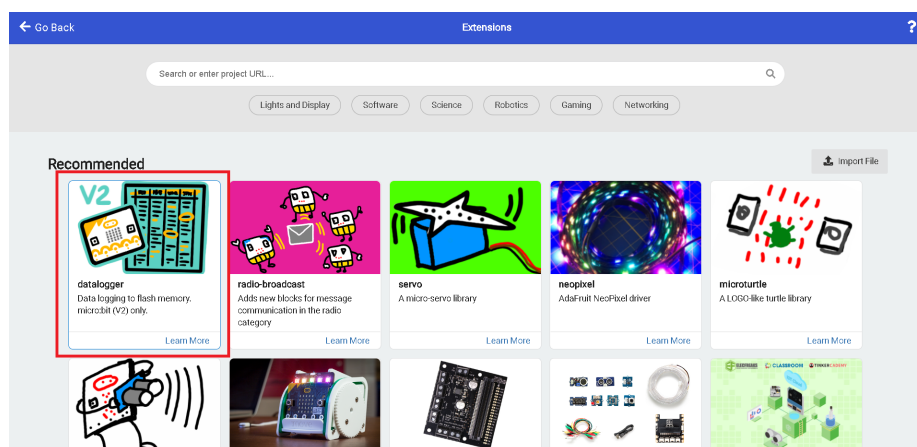 Go Back
Extensions
?
Search or enter project URL...
Lights and Display
Software
Science
Robotics
Gaming
Networking
Recommended
Import File
V2
datalogger
Data logging to flash memory.
micro:bit (V2) only.
Learn More
radio-broadcast
Adds new blocks for message
communication in the radio
category
Learn More
servo
A micro-servo library
Learn More
neopixel
AdaFruit NeoPixel driver
Learn More
microturtle
A LOGO-like turtle library
Learn More
CLASSROOM